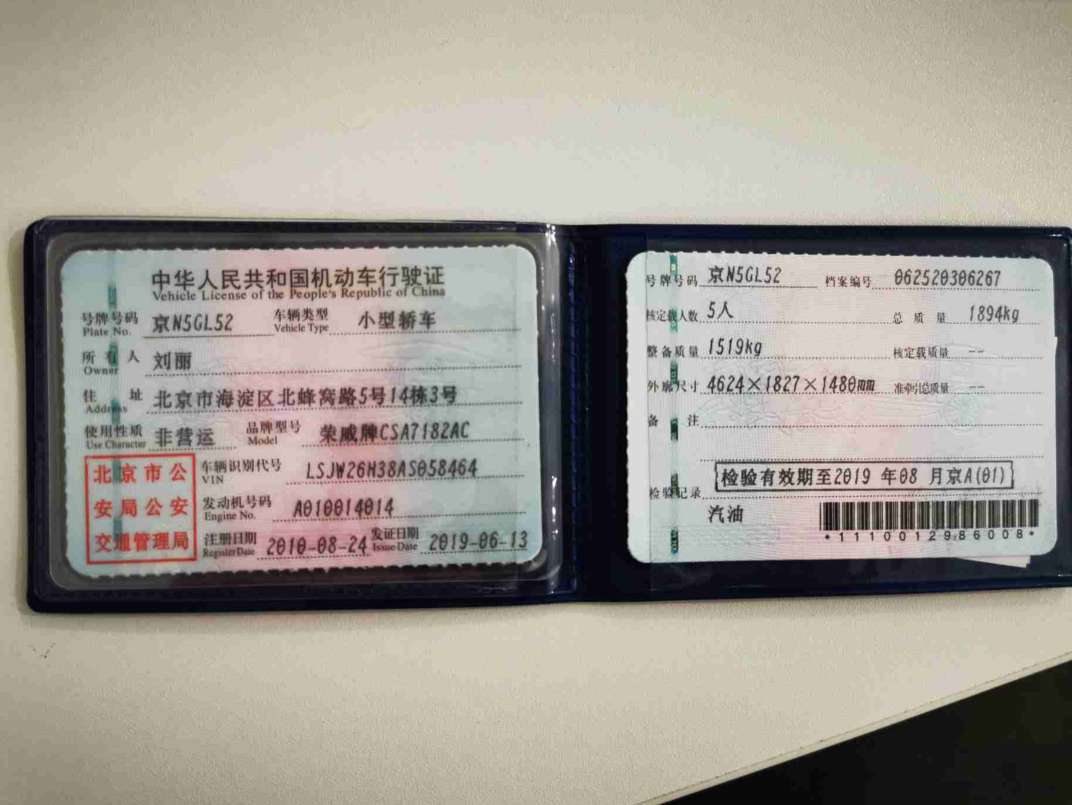 中华人民共和国机动车行驶证
Vehicle License of the People's Republic of China
号牌号码 京N5GL52 车辆类型 小型轿车
Plate No. Vehicle Type
所有人 刘丽
Owner
住址 北京市海淀区北蜂窝路5号14栋3号
Address
使用性质 非营运 品牌型号 荣威牌CSA7182AC
Use Character Model
北京市公安局公安交通管理局
车辆识别代号 LSJW26H38AS058464
VIN
发动机号码 A010014014
Engine No.
注册日期 2010-08-24 发证日期 2019-06-13
Register Date Issue Date
号牌号码 京N5GL52 档案编号 062520306267
核定载人数 5人 总质量 1894kg
整备质量 1519kg 核定载质量 --
外廓尺寸 4624×1827×1480mm 准牵引总质量 --
备注
检验记录 检验有效期至2019年08月京A(01)
汽油
*1110012986008*